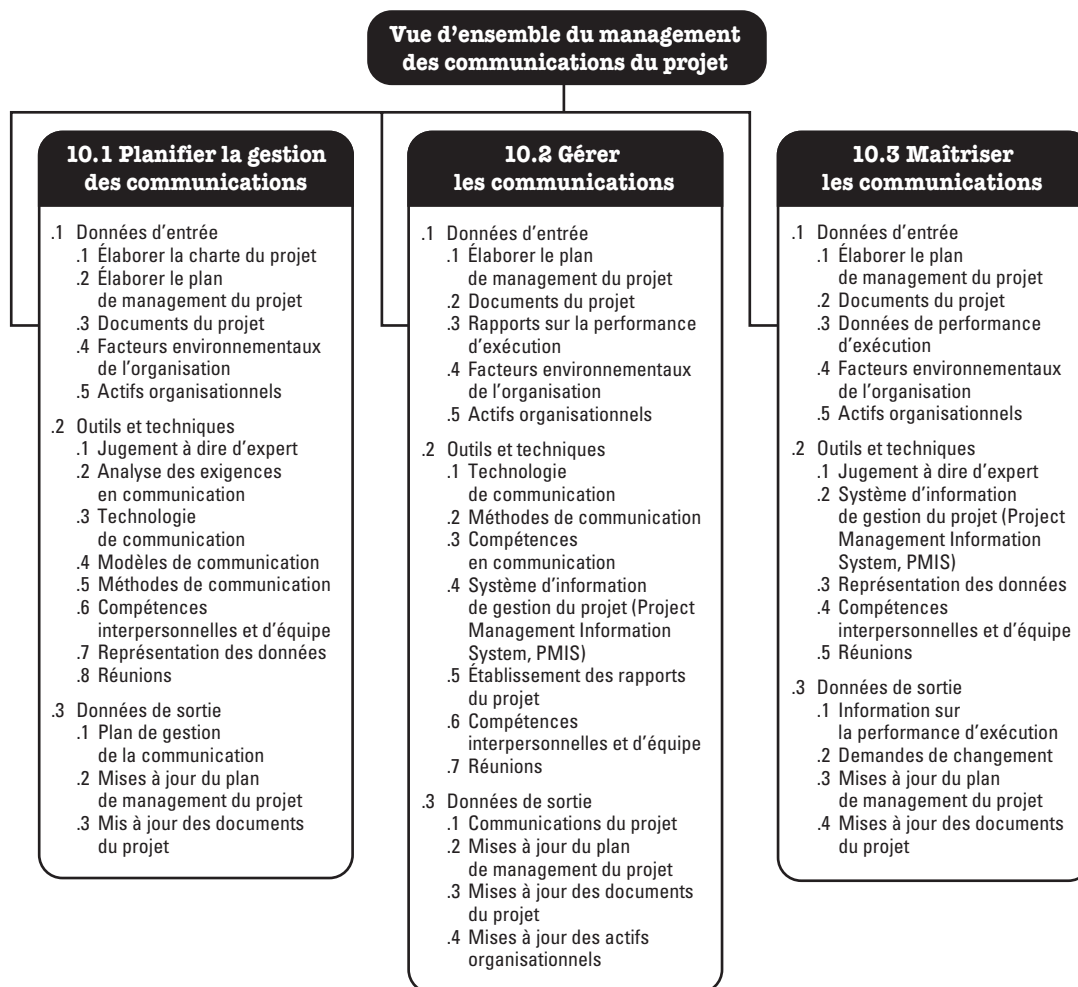 Vue d'ensemble du management
des communications du projet
10.1 Planifier la gestion
des communications
.1 Données d'entrée
.1 Élaborer la charte du projet
.2 Élaborer le plan
de management du projet
.3 Documents du projet
.4 Facteurs environnementaux
de l'organisation
.5 Actifs organisationnels
.2 Outils et techniques
.1 Jugement à dire d'expert
.2 Analyse des exigences
en communication
.3 Technologie
de communication
.4 Modèles de communication
.5 Méthodes de communication
.6 Compétences
interpersonnelles et d'équipe
.7 Représentation des données
.8 Réunions
.3 Données de sortie
.1 Plan de gestion
de la communication
.2 Mises à jour du plan
de management du projet
.3 Mis à jour des documents
du projet
10.2 Gérer
les communications
.1 Données d'entrée
.1 Élaborer le plan
de management du projet
.2 Documents du projet
.3 Rapports sur la performance
d'exécution
.4 Facteurs environnementaux
de l'organisation
.5 Actifs organisationnels
.2 Outils et techniques
.1 Technologie
de communication
.2 Méthodes de communication
.3 Compétences
en communication
.4 Système d'information
de gestion du projet (Project
Management Information
System, PMIS)
.5 Établissement des rapports
du projet
.6 Compétences
interpersonnelles et d'équipe
.7 Réunions
.3 Données de sortie
.1 Communications du projet
.2 Mises à jour du plan
de management du projet
.3 Mises à jour des documents
du projet
.4 Mises à jour des actifs
organisationnels
10.3 Maîtriser
les communications
.1 Données d'entrée
.1 Élaborer le plan
de management du projet
.2 Documents du projet
.3 Données de performance
d'exécution
.4 Facteurs environnementaux
de l'organisation
.5 Actifs organisationnels
.2 Outils et techniques
.1 Jugement à dire d'expert
.2 Système d'information
de gestion du projet (Project
Management Information
System, PMIS)
.3 Représentation des données
.4 Compétences
interpersonnelles et d'équipe
.5 Réunions
.3 Données de sortie
.1 Information sur
la performance d'exécution
.2 Demandes de changement
.3 Mises à jour du plan
de management du projet
.4 Mises à jour des documents
du projet